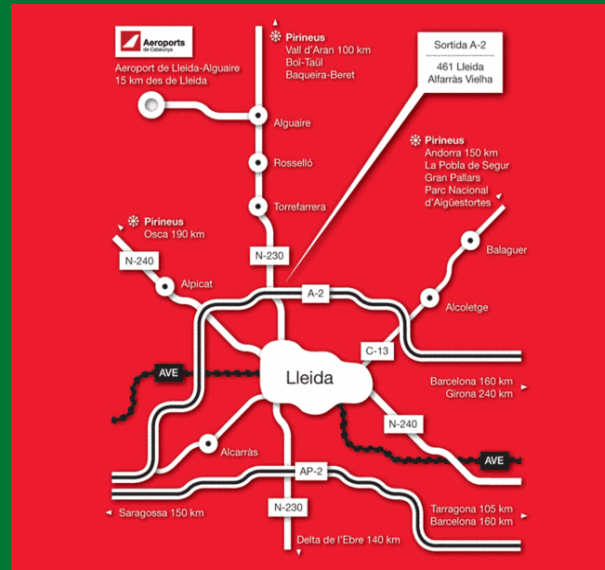 Aeroports
de Catalunya
Aeroport de Lleida-Alguaire
15 km des de Lleida
Pirineus
Vall d'Aran 100 km
Boí-Taüll
Baqueira-Beret
Sortida A-2
461 Lleida
Alfarràs Vielha
Alguaire
Rosselló
Torrefarrera
Pirineus
Andorra 150 km
La Pobla de Segur
Gran Pallars
Parc Nacional
d'Aigüestortes
Pirineus
Osca 190 km
N-240
N-230
Balaguer
Alpicat
A-2
Alcoletge
C-13
AVE
Lleida
Barcelona 160 km
Girona 240 km
N-240
Alcarràs
AVE
AP-2
Saragossa 150 km
N-230
Tarragona 105 km
Barcelona 160 km
Delta de l'Ebre 140 km